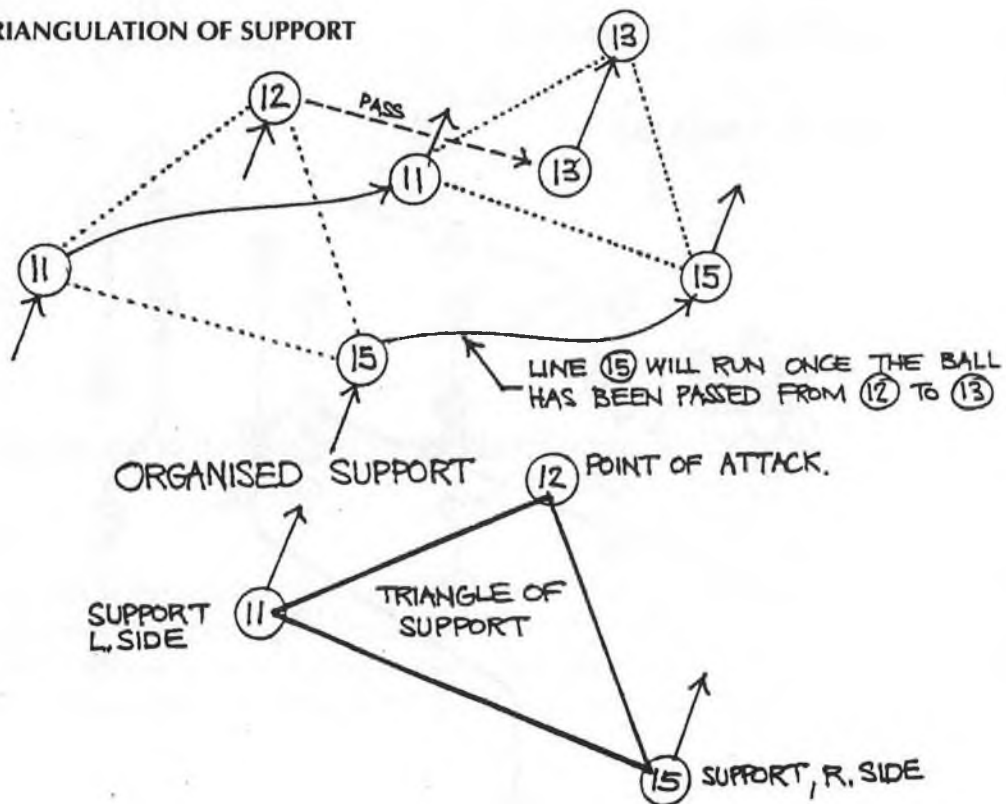 RIANGULATION OF SUPPORT
13
12
PASS
11
13
11
15
15
LINE 15 WILL RUN ONCE THE BALL
HAS BEEN PASSED FROM 12 TO 13
ORGANISED SUPPORT
12 POINT OF ATTACK.
SUPPORT
L. SIDE
11
TRIANGLE OF
SUPPORT
15 SUPPORT, R. SIDE